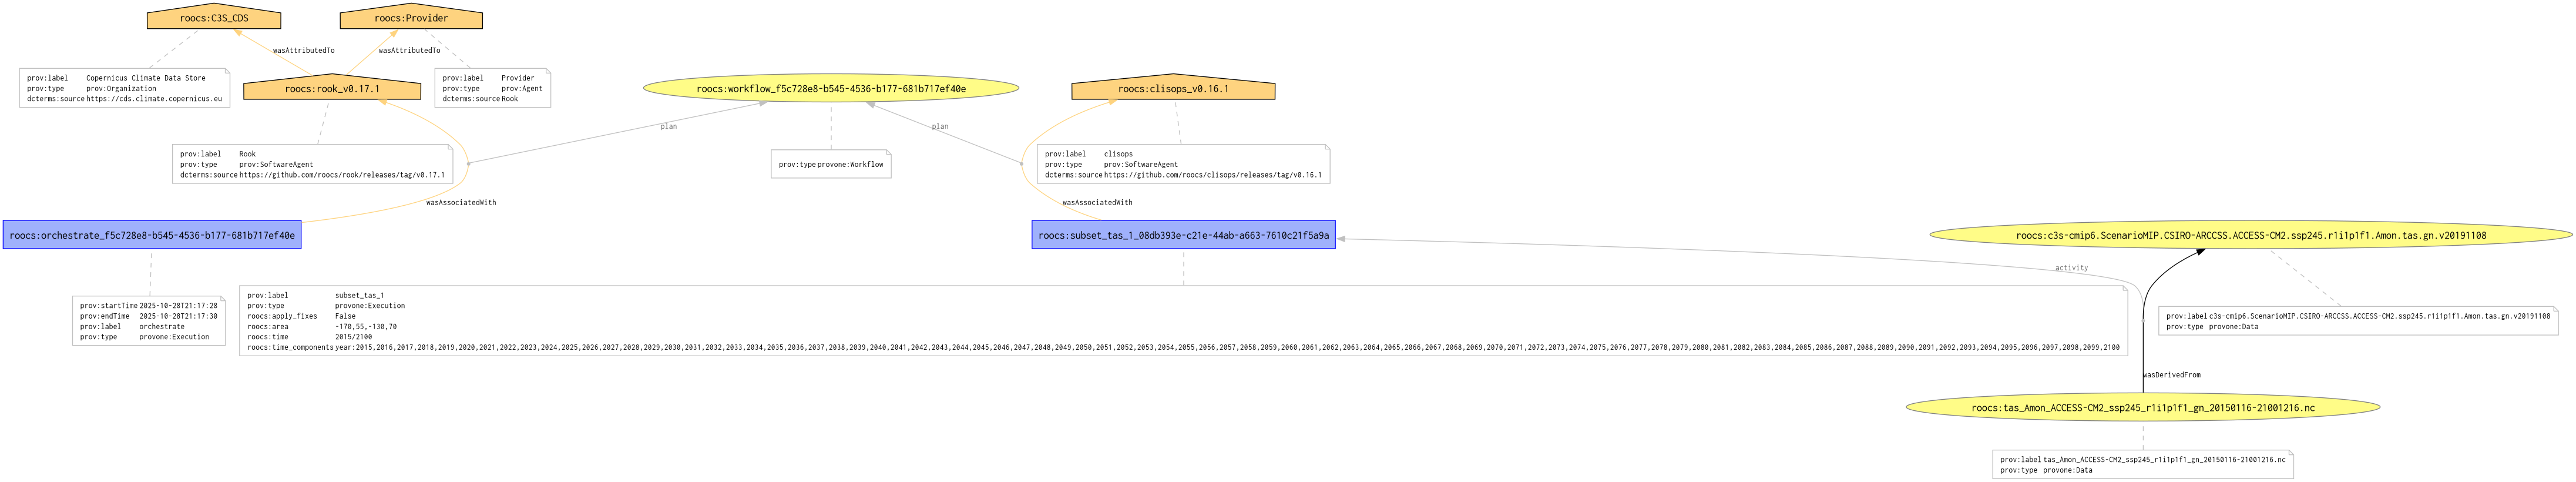 roocs:C3S_CDS
roocs:Provider
wasAttributedTo
wasAttributedTo
prov:label Copernicus Climate Data Store
prov:type prov:Organization
dcterms:source https://cds.climate.copernicus.eu
prov:label Provider
prov:type prov:Agent
dcterms:source Rook
roocs:rook_v0.17.1
roocs:workflow_f5c728e8-b545-4536-b177-681b717ef40e
roocs:clisops_v0.16.1
plan
plan
prov:label Rook
prov:type prov:SoftwareAgent
dcterms:source https://github.com/roocs/rook/releases/tag/v0.17.1
prov:type provone:Workflow
prov:label clisops
prov:type prov:SoftwareAgent
dcterms:source https://github.com/roocs/clisops/releases/tag/v0.16.1
wasAssociatedWith
wasAssociatedWith
roocs:orchestrate_f5c728e8-b545-4536-b177-681b717ef40e
roocs:subset_tas_1_08db393e-c21e-44ab-a663-7610c21f5a9a
roocs:c3s-cmip6.ScenarioMIP.CSIRO-ARCCSS.ACCESS-CM2.ssp245.r1i1p1f1.Amon.tas.gn.v20191108
activity
prov:startTime 2025-10-28T21:17:28
prov:endTime 2025-10-28T21:17:30
prov:label orchestrate
prov:type provone:Execution
prov:label subset_tas_1
prov:type provone:Execution
roocs:apply_fixes False
roocs:area -170,55,-130,70
roocs:time 2015/2100
roocs:time_components year:2015,2016,2017,2018,2019,2020,2021,2022,2023,2024,2025,2026,2027,2028,2029,2030,2031,2032,2033,2034,2035,2036,2037,2038,2039,2040,2041,2042,2043,2044,2045,2046,2047,2048,2049,2050,2051,2052,2053,2054,2055,2056,2057,2058,2059,2060,2061,2062,2063,2064,2065,2066,2067,2068,2069,2070,2071,2072,2073,2074,2075,2076,2077,2078,2079,2080,2081,2082,2083,2084,2085,2086,2087,2088,2089,2090,2091,2092,2093,2094,2095,2096,2097,2098,2099,2100
prov:label c3s-cmip6.ScenarioMIP.CSIRO-ARCCSS.ACCESS-CM2.ssp245.r1i1p1f1.Amon.tas.gn.v20191108
prov:type provone:Data
wasDerivedFrom
roocs:tas_Amon_ACCESS-CM2_ssp245_r1i1p1f1_gn_20150116-21001216.nc
prov:label tas_Amon_ACCESS-CM2_ssp245_r1i1p1f1_gn_20150116-21001216.nc
prov:type provone:Data